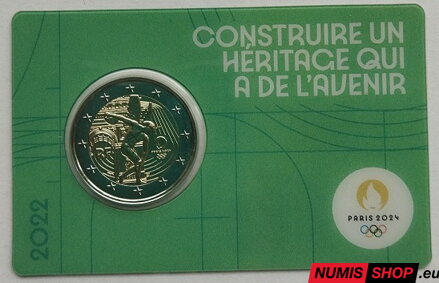 CONSTRUIRE UN
HÉRITAGE QUI
A DE L'AVENIR
2022
PARIS 2024
NUMIS SHOP.eu